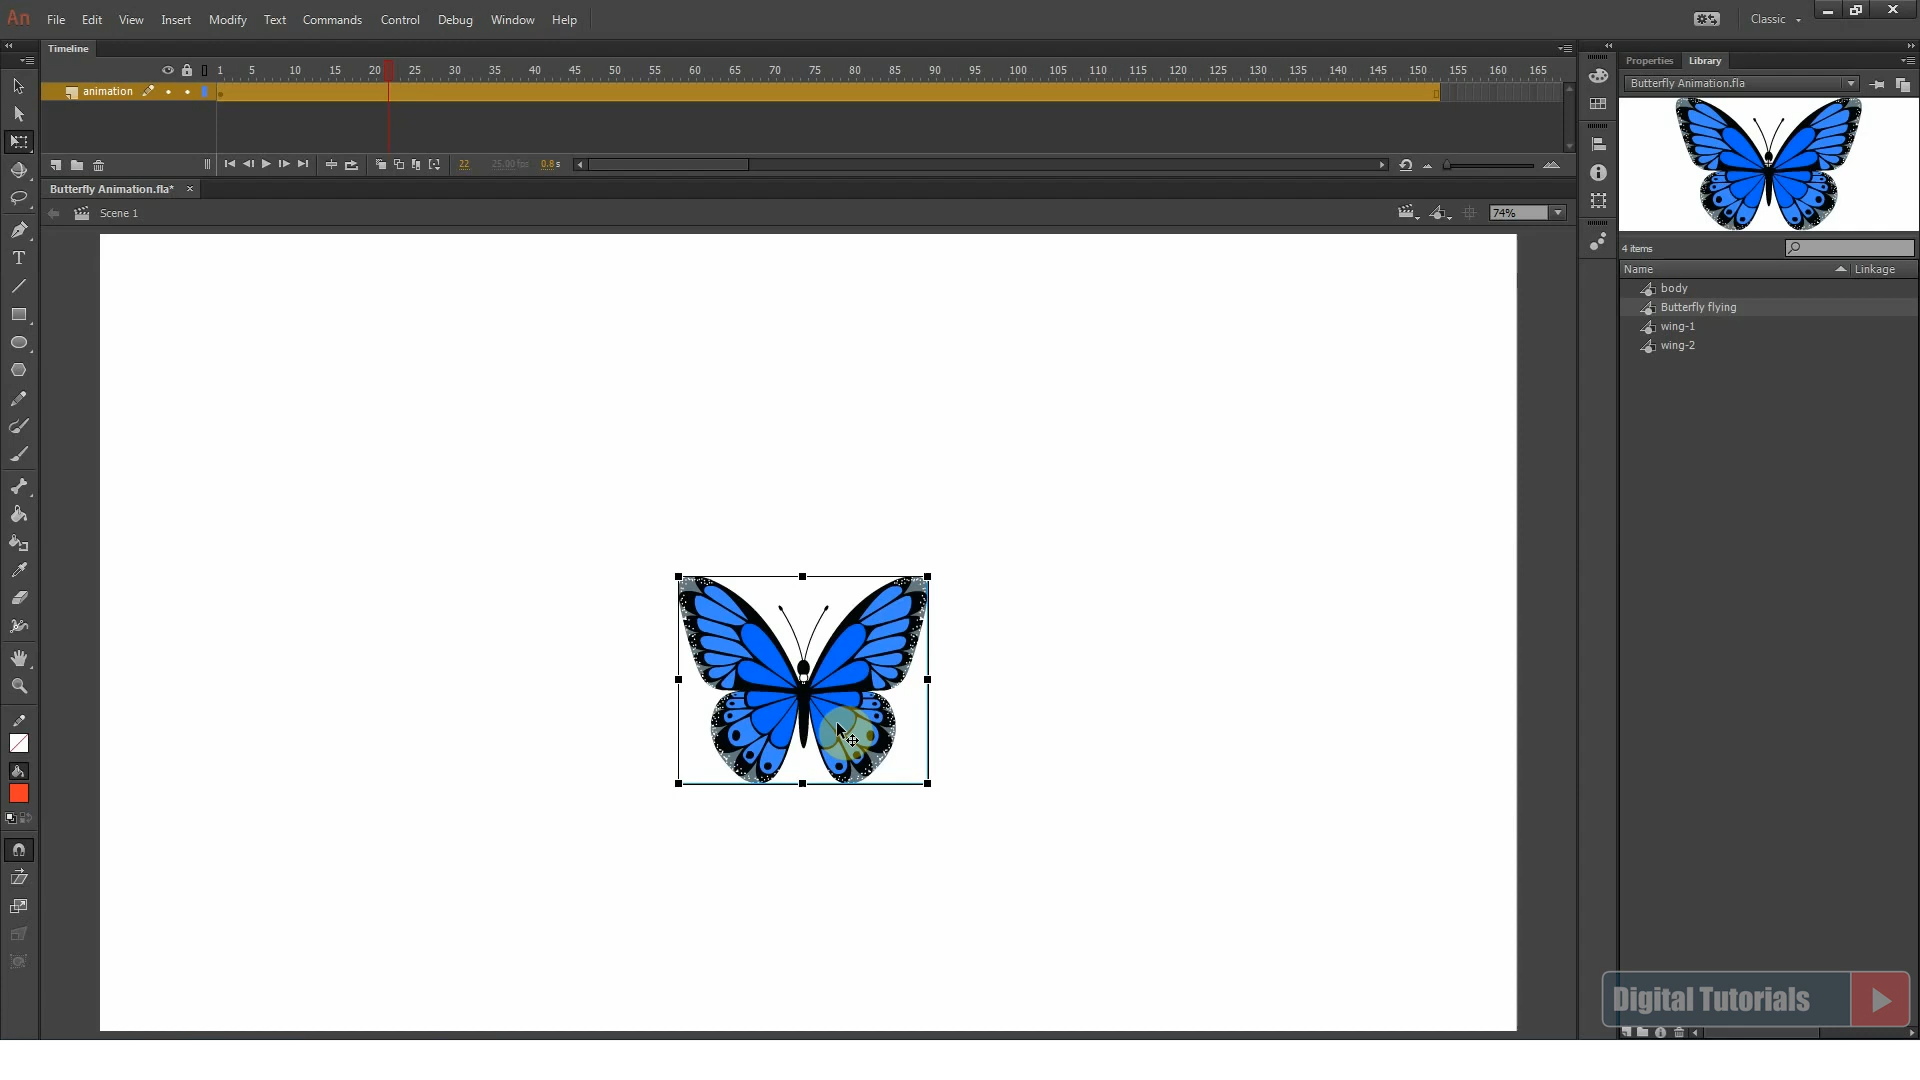 An File Edit View Insert Modify Text Commands Control Debug Window Help Classic
Timeline
1 5 10 15 20 25 30 35 40 45 50 55 60 65 70 75 80 85 90 95 100 105 110 115 120 125 130 135 140 145 150 155 160 165
animation
22 25.00 fps 0.8 s
Butterfly Animation.fla* ×
Scene 1
74%
T
Properties Library
Butterfly Animation.fla
4 items
Name Linkage
body
Butterfly flying
wing-1
wing-2
Digital Tutorials